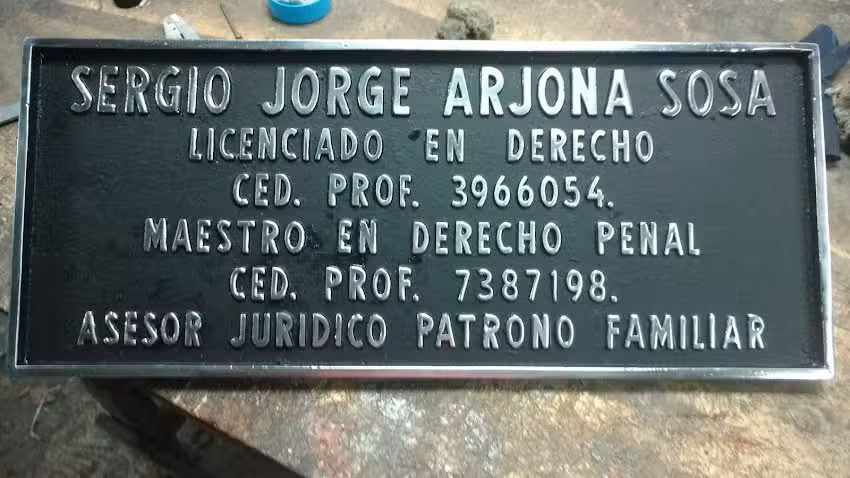 SERGIO JORGE ARJONA SOSA
LICENCIADO EN DERECHO
CED. PROF. 3966054.
MAESTRO EN DERECHO PENAL
CED. PROF. 7387198.
ASESOR JURIDICO PATRONO FAMILIAR